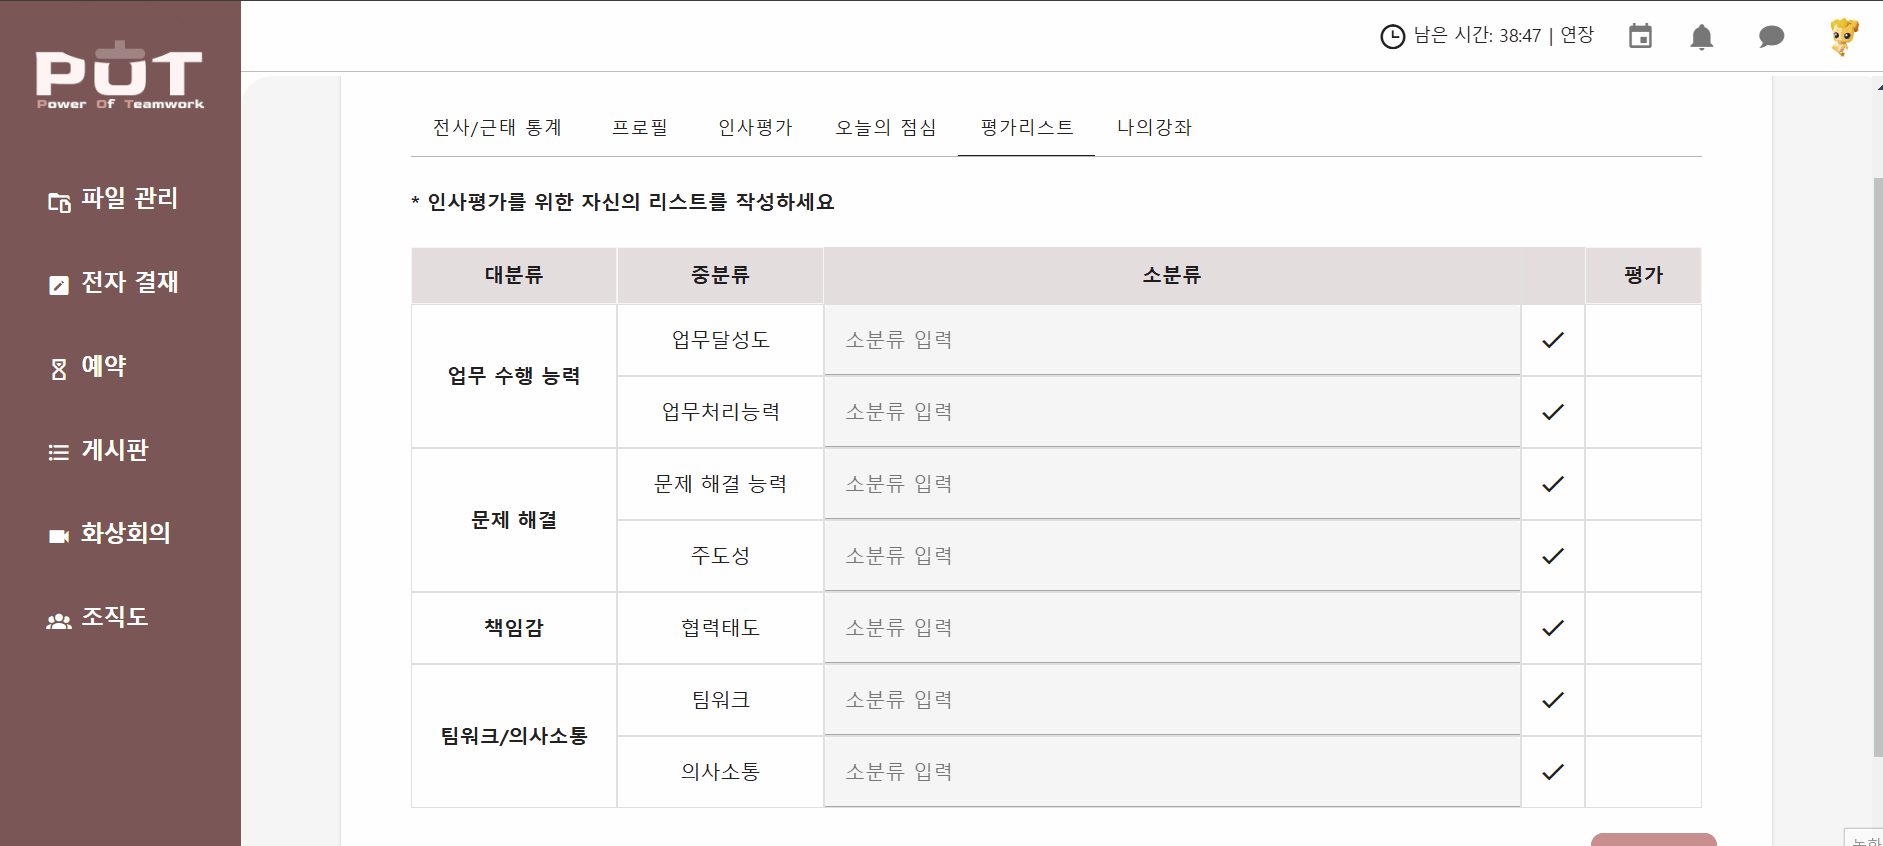 POT
Power Of Teamwork
파일 관리
전자 결재
예약
게시판
화상회의
조직도
남은 시간: 38:47 | 연장
전사/근태 통계 프로필 인사평가 오늘의 점심 평가리스트 나의강좌
* 인사평가를 위한 자신의 리스트를 작성하세요
대분류 중분류 소분류 평가
업무 수행 능력
업무달성도 소분류 입력
업무처리능력 소분류 입력
문제 해결
문제 해결 능력 소분류 입력
주도성 소분류 입력
책임감 협력태도 소분류 입력
팀워크/의사소통
팀워크 소분류 입력
의사소통 소분류 입력